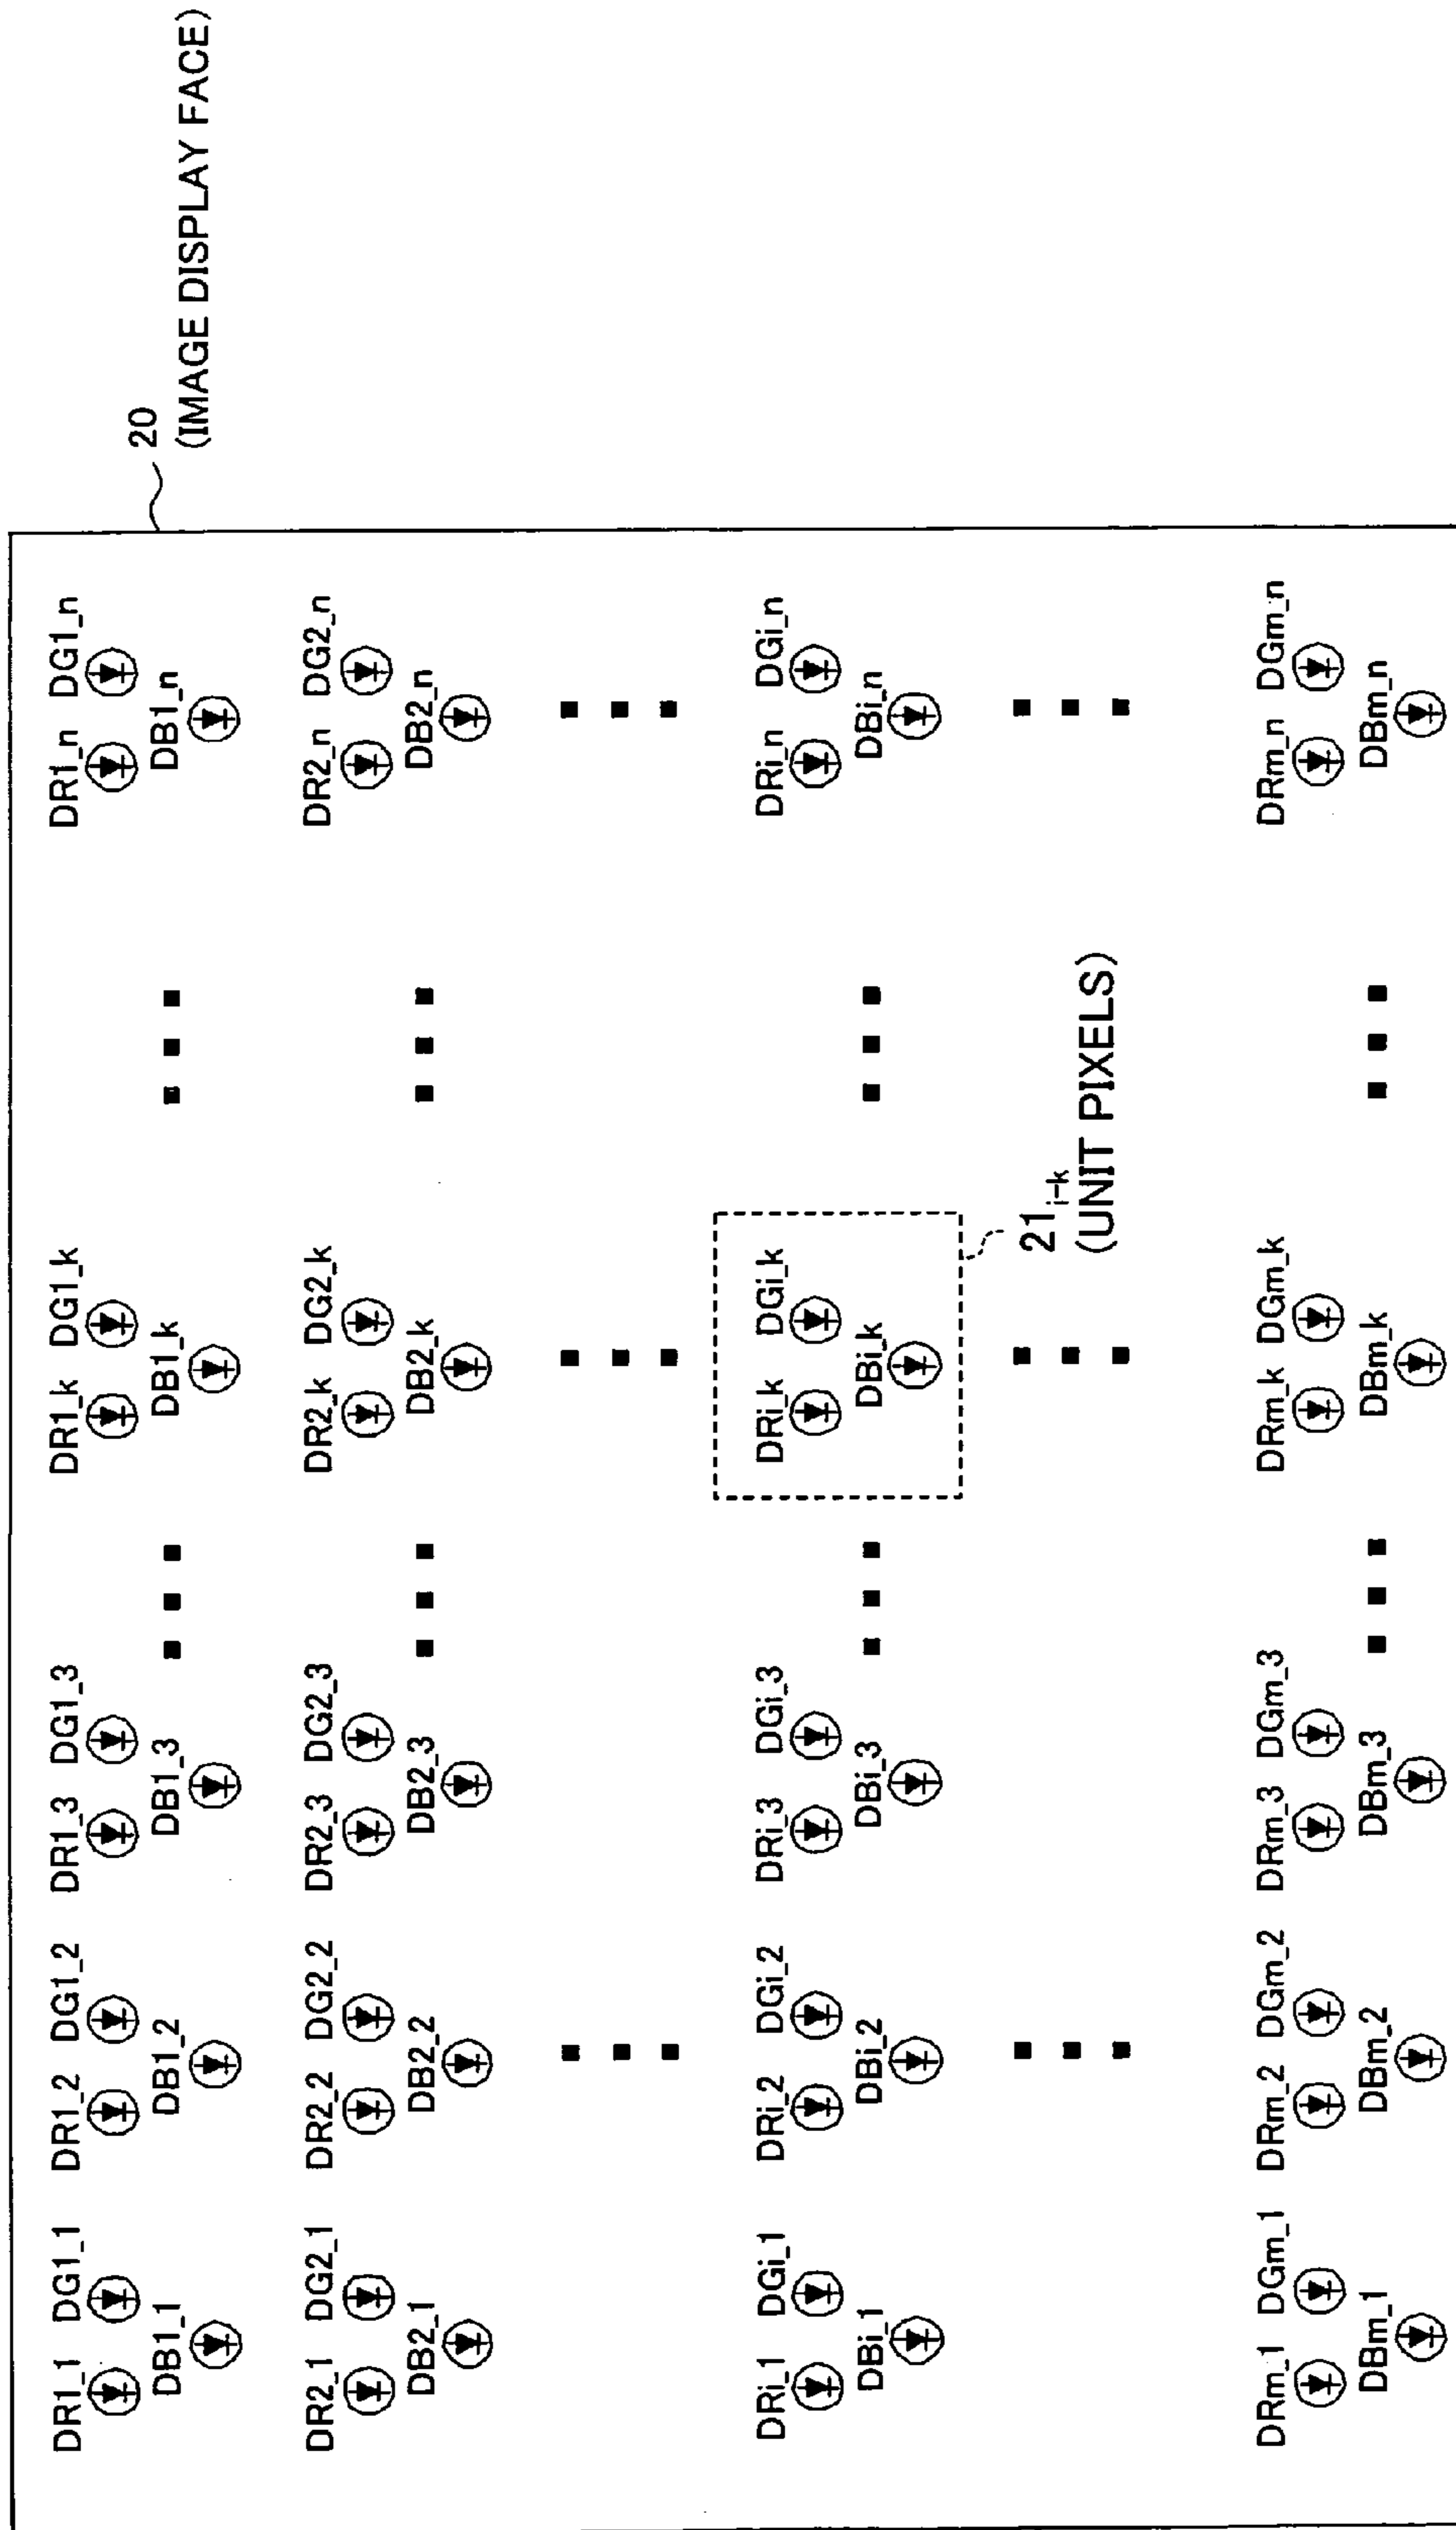 20
(IMAGE DISPLAY FACE)
DR1_1 DG1_1 DR1_2 DG1_2 DR1_3 DG1_3 DR1_k DG1_k DR1_n DG1_n
DB1_1 DB1_2 DB1_3 DB1_k DB1_n
DR2_1 DG2_1 DR2_2 DG2_2 DR2_3 DG2_3 DR2_k DG2_k DR2_n DG2_n
DB2_1 DB2_2 DB2_3 DB2_k DB2_n
DRi_1 DGi_1 DRi_2 DGi_2 DRi_3 DGi_3 DRi_k DGi_k DRi_n DGi_n
DBi_1 DBi_2 DBi_3 DBi_k DBi_n
21i-k
(UNIT PIXELS)
DRm_1 DGm_1 DRm_2 DGm_2 DRm_3 DGm_3 DRm_k DGm_k DRm_n DGm_n
DBm_1 DBm_2 DBm_3 DBm_k DBm_n